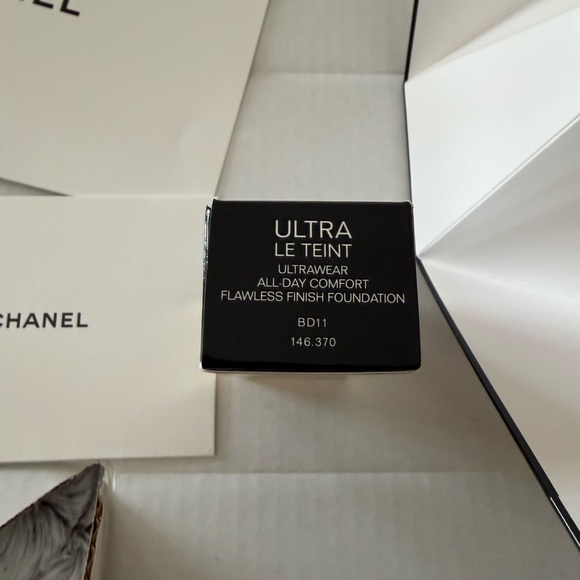 CHANEL
ULTRA
LE TEINT
ULTRAWEAR
ALL-DAY COMFORT
FLAWLESS FINISH FOUNDATION
BD11
146.370